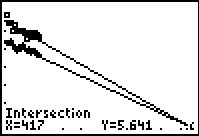 Intersection
X=417 Y=5.641